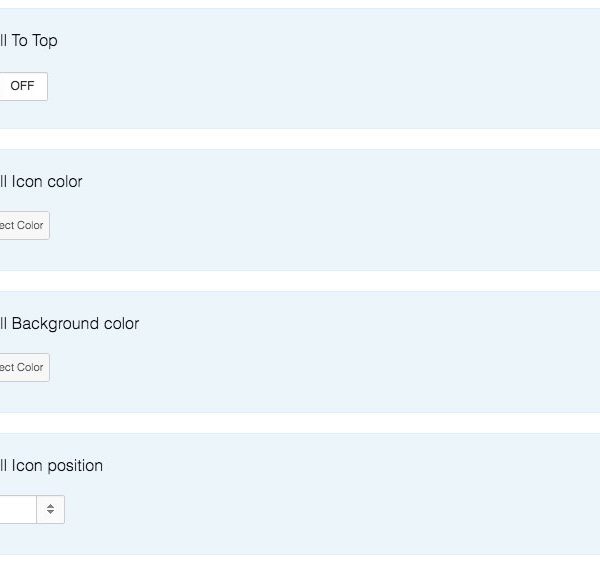 ll To Top
OFF
ll Icon color
ect Color
ll Background color
ect Color
ll Icon position